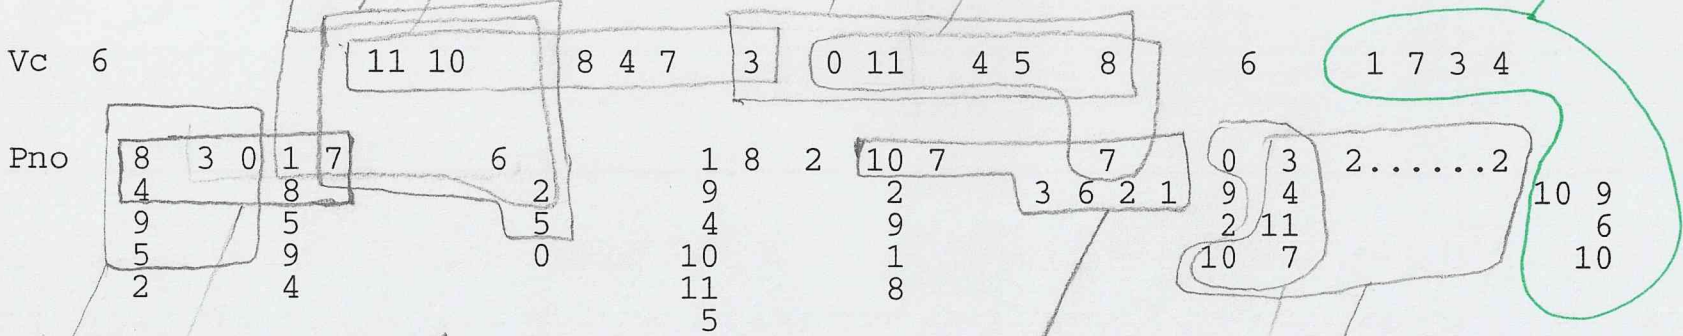 Vc 6 11 10 8 4 7 3 0 11 4 5 8 6 1 7 3 4
Pno 8 3 0 1 7 6 1 8 2 10 7 7 0 3 2......2
4 8 2 9 2 3 6 2 1 9 4 10 9
9 5 5 4 9 2 11 6
5 9 0 10 1 10 7 10
2 4 11 8
5